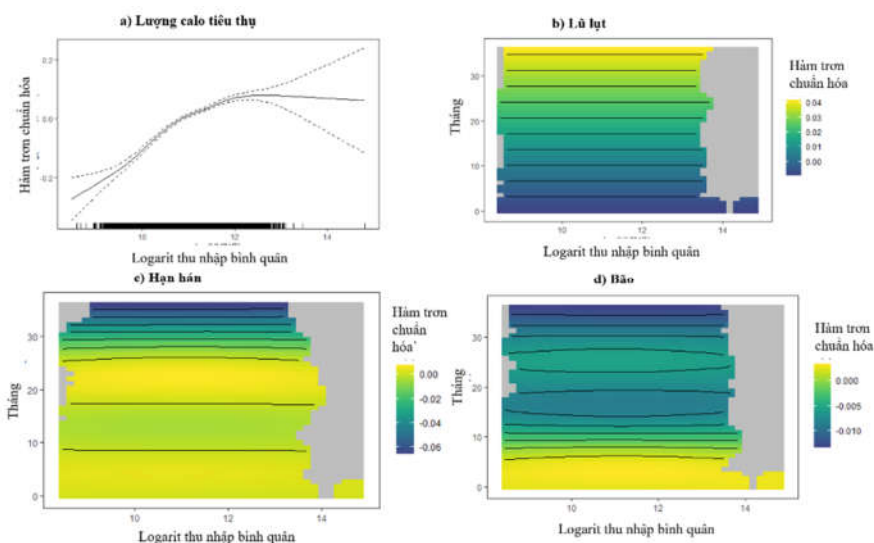 a) Lượng calo tiêu thụ
Hàm trơn chuẩn hóa
0.2
0.0
-0.2
10
12
14
Logarit thu nhập bình quân
b) Lũ lụt
Tháng
30
20
10
0
10
12
14
Logarit thu nhập bình quân
Hàm trơn
chuẩn hóa
0.04
0.03
0.02
0.01
0.00
c) Hạn hán
Tháng
30
20
10
0
10
12
14
Logarit thu nhập bình quân
Hàm trơn
chuẩn
hóa`
0.00
-0.02
-0.04
-0.06
d) Bão
Tháng
30
20
10
0
10
12
14
Logarit thu nhập bình quân
Hàm trơn
chuẩn hóa
0.000
-0.005
-0.010